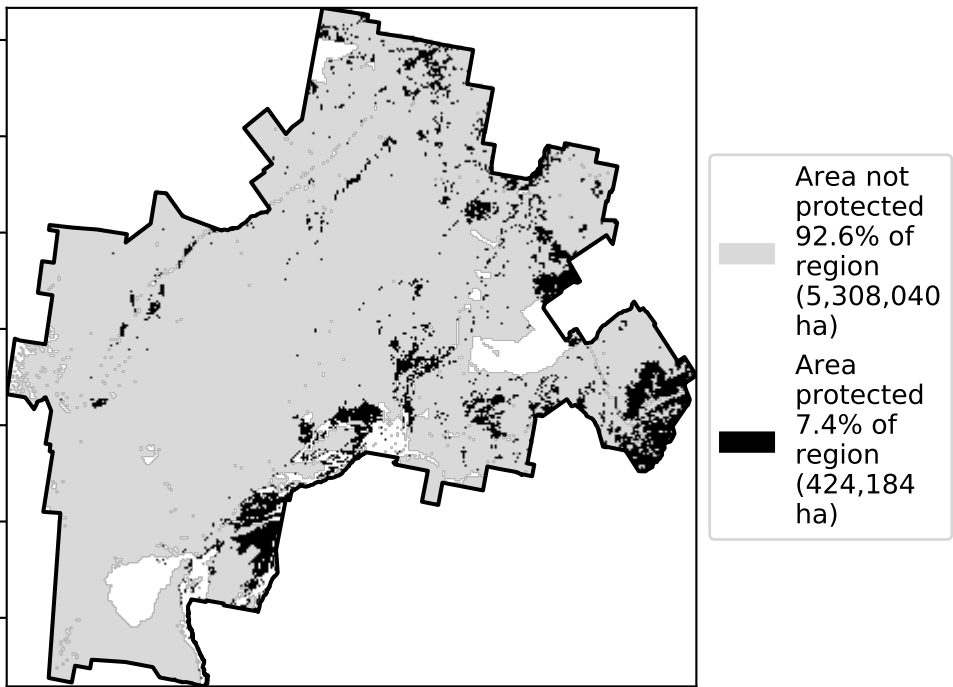 Area not
protected
92.6% of
region
(5,308,040
ha)
Area
protected
7.4% of
region
(424,184
ha)